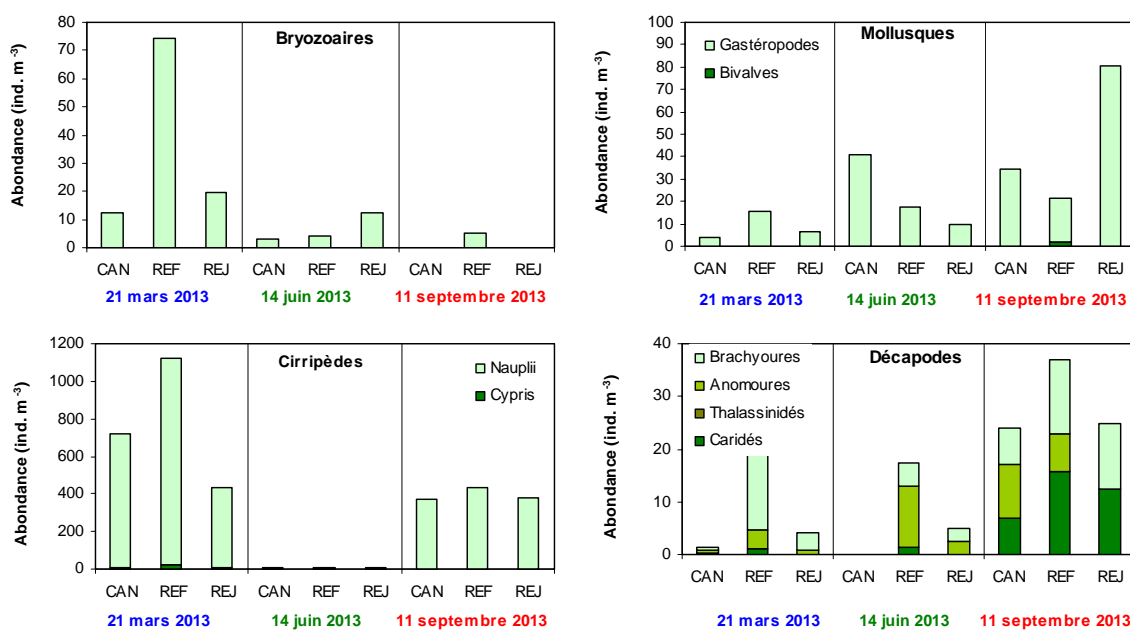 Bryozoaires
Abondance (ind. m⁻³)
80
70
60
50
40
30
20
10
0
CAN REF REJ CAN REF REJ CAN REF REJ
21 mars 2013 14 juin 2013 11 septembre 2013
Mollusques
Gastéropodes
Bivalves
Abondance (ind. m⁻³)
100
90
80
70
60
50
40
30
20
10
0
CAN REF REJ CAN REF REJ CAN REF REJ
21 mars 2013 14 juin 2013 11 septembre 2013
Cirripèdes
Nauplii
Cypris
Abondance (ind. m⁻³)
1200
1000
800
600
400
200
0
CAN REF REJ CAN REF REJ CAN REF REJ
21 mars 2013 14 juin 2013 11 septembre 2013
Décapodes
Brachyoures
Anomoures
Thalassinidés
Caridés
Abondance (ind. m⁻³)
40
30
20
10
0
CAN REF REJ CAN REF REJ CAN REF REJ
21 mars 2013 14 juin 2013 11 septembre 2013